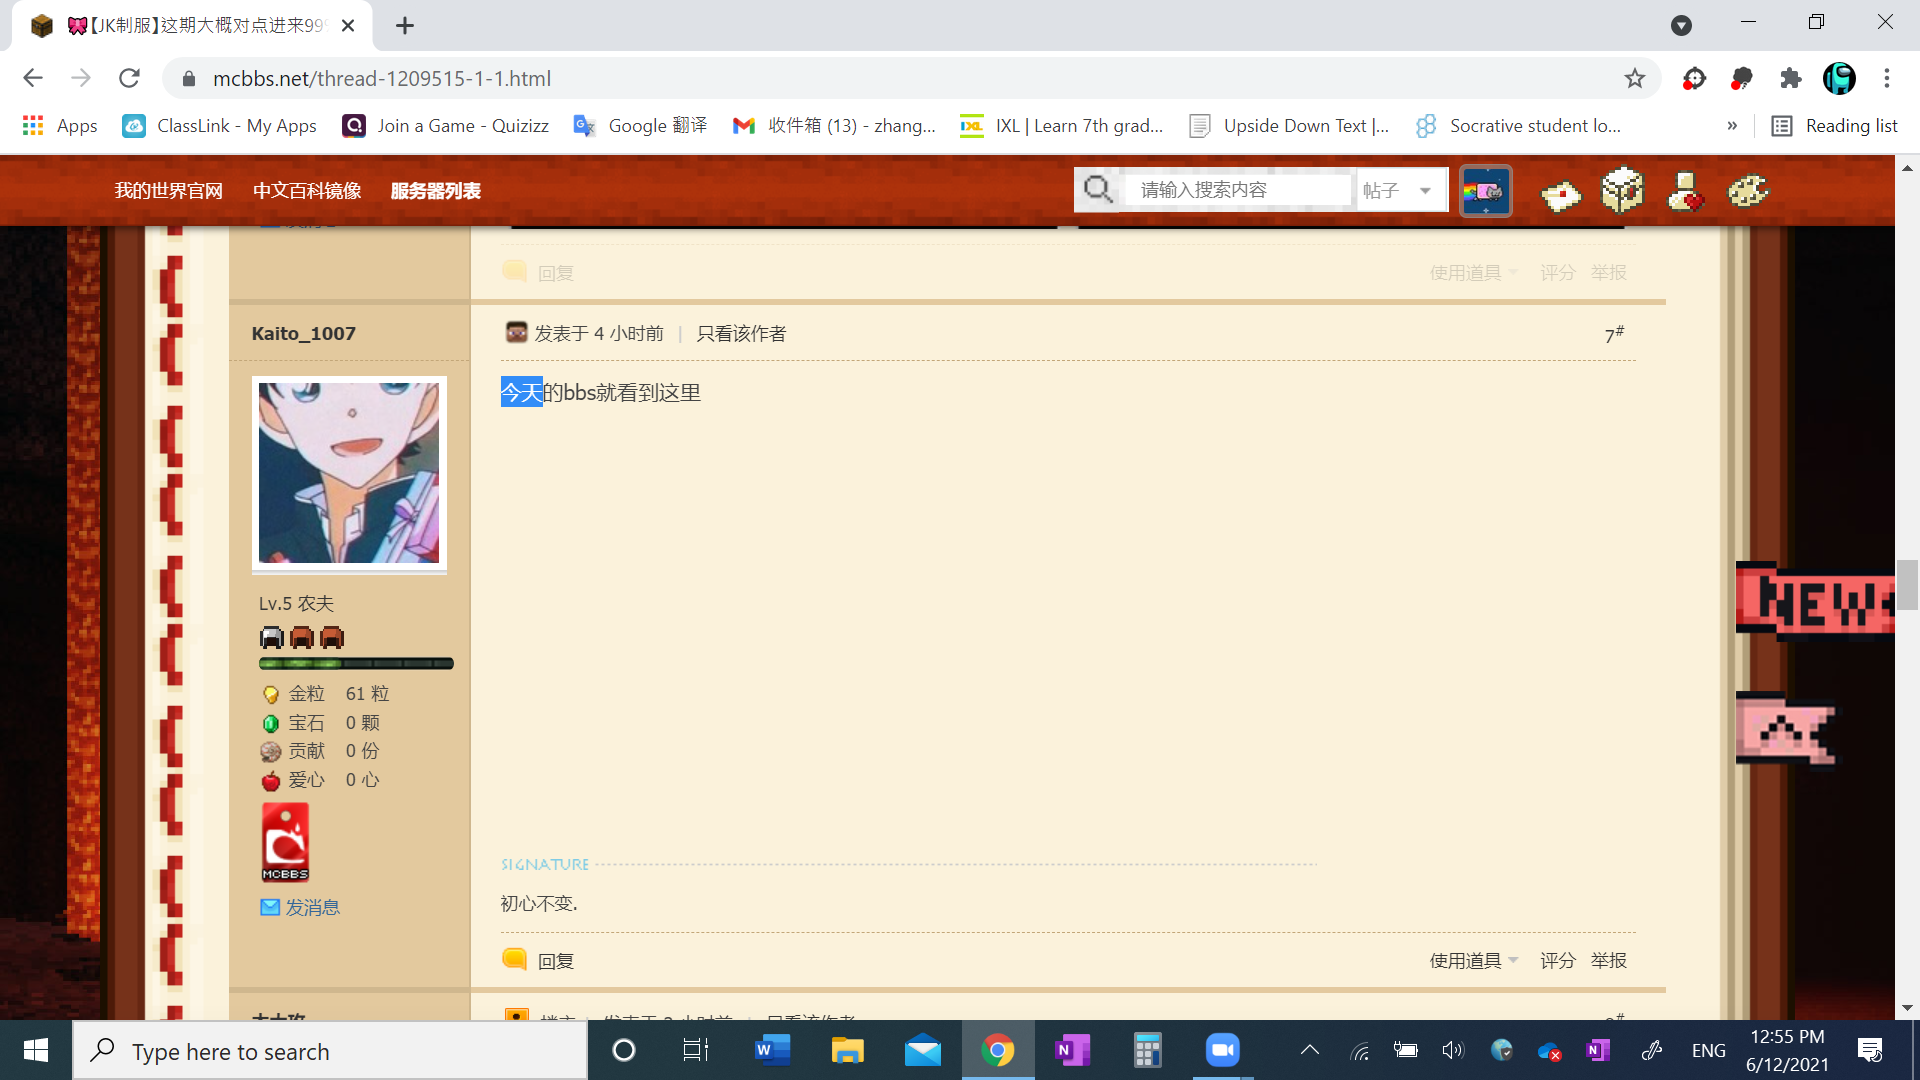 【JK制服】这期大概对点进来99
mcbbs.net/thread-1209515-1-1.html
Apps ClassLink - My Apps Join a Game - Quizizz Google 翻译 收件箱 (13) - zhang... IXL | Learn 7th grad... Upside Down Text |... Socrative student lo... » Reading list
我的世界官网 中文百科镜像 服务器列表 请输入搜索内容 帖子
回复 使用道具 评分 举报
Kaito_1007 发表于 4 小时前 | 只看该作者 7#
今天的bbs就看到这里
Lv.5 农夫
金粒 61 粒
宝石 0 颗
贡献 0 份
爱心 0 心
MCBBS
发消息
NEW
SIGNATURE
初心不变.
回复 使用道具 评分 举报
Type here to search
ENG
12:55 PM
6/12/2021